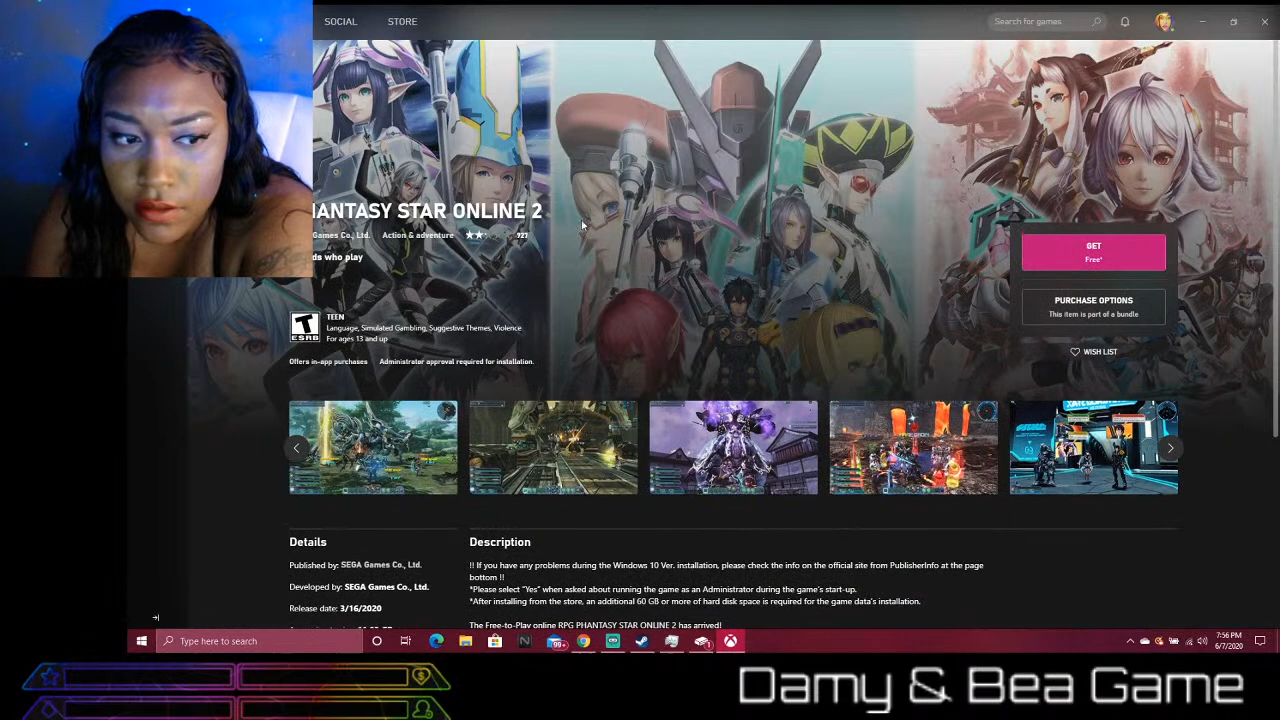 SOCIAL STORE
Search for games
HANTASY STAR ONLINE 2
Games Co., Ltd. Action & adventure 927
ds who play
GET
Free*
PURCHASE OPTIONS
This item is part of a bundle
WISH LIST
T
ESRB
TEEN
Language, Simulated Gambling, Suggestive Themes, Violence
For ages 13 and up
Offers in-app purchases Administrator approval required for installation.
Details
Published by: SEGA Games Co., Ltd.
Developed by: SEGA Games Co., Ltd.
Release date: 3/16/2020
Description
!! If you have any problems during the Windows 10 Ver. installation, please check the info on the official site from PublisherInfo at the page
bottom !!
*Please select "Yes" when asked about running the game as an Administrator during the game's start-up.
*After installing from the store, an additional 60 GB or more of hard disk space is required for the game data's installation.
The Free-to-Play online RPG PHANTASY STAR ONLINE 2 has arrived!
Type here to search
99+
7:56 PM
6/7/2020
Damy & Bea Game